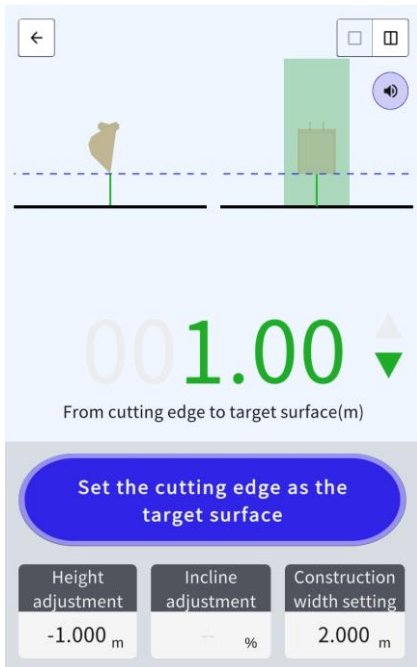 001.00
From cutting edge to target surface(m)
Set the cutting edge as the
target surface
Height
adjustment
Incline
adjustment
Construction
width setting
-1.000 m
-- %
2.000 m